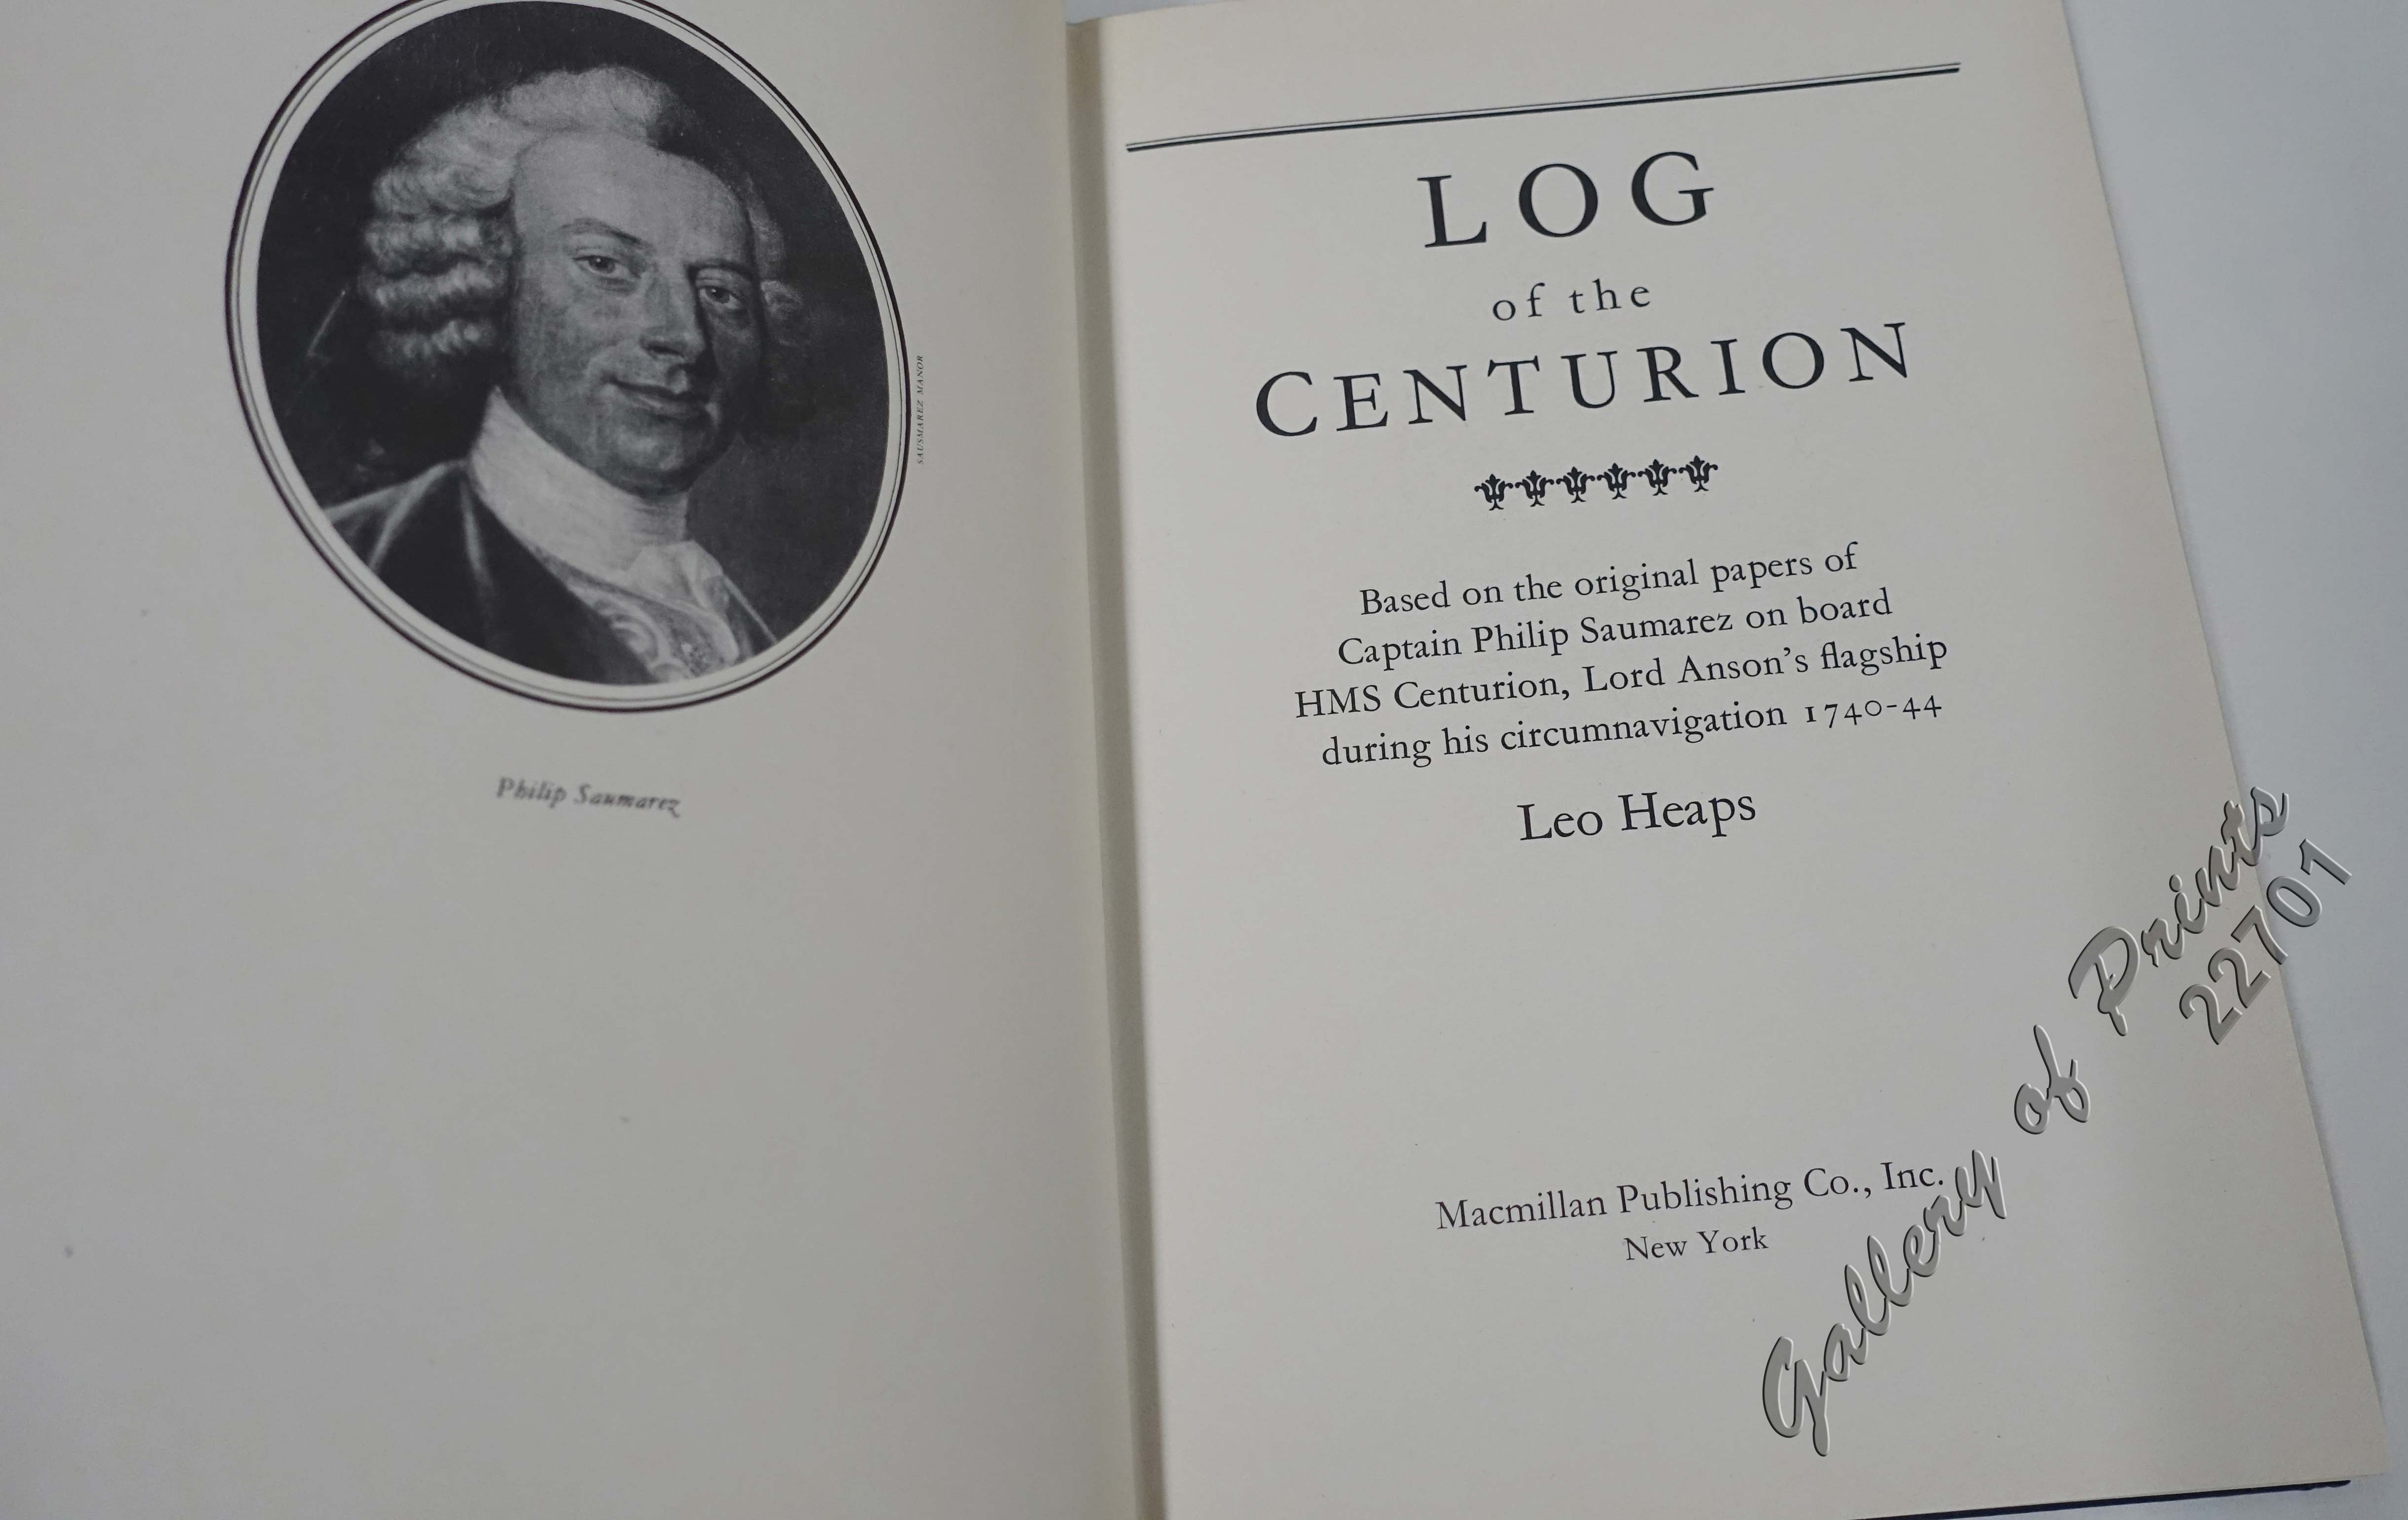 SAUSMAREZ MANOR
Philip Saumarez
LOG
of the
CENTURION
Based on the original papers of
Captain Philip Saumarez on board
HMS Centurion, Lord Anson's flagship
during his circumnavigation 1740-44
Leo Heaps
Macmillan Publishing Co., Inc.
New York
Gallery of Prints
22701